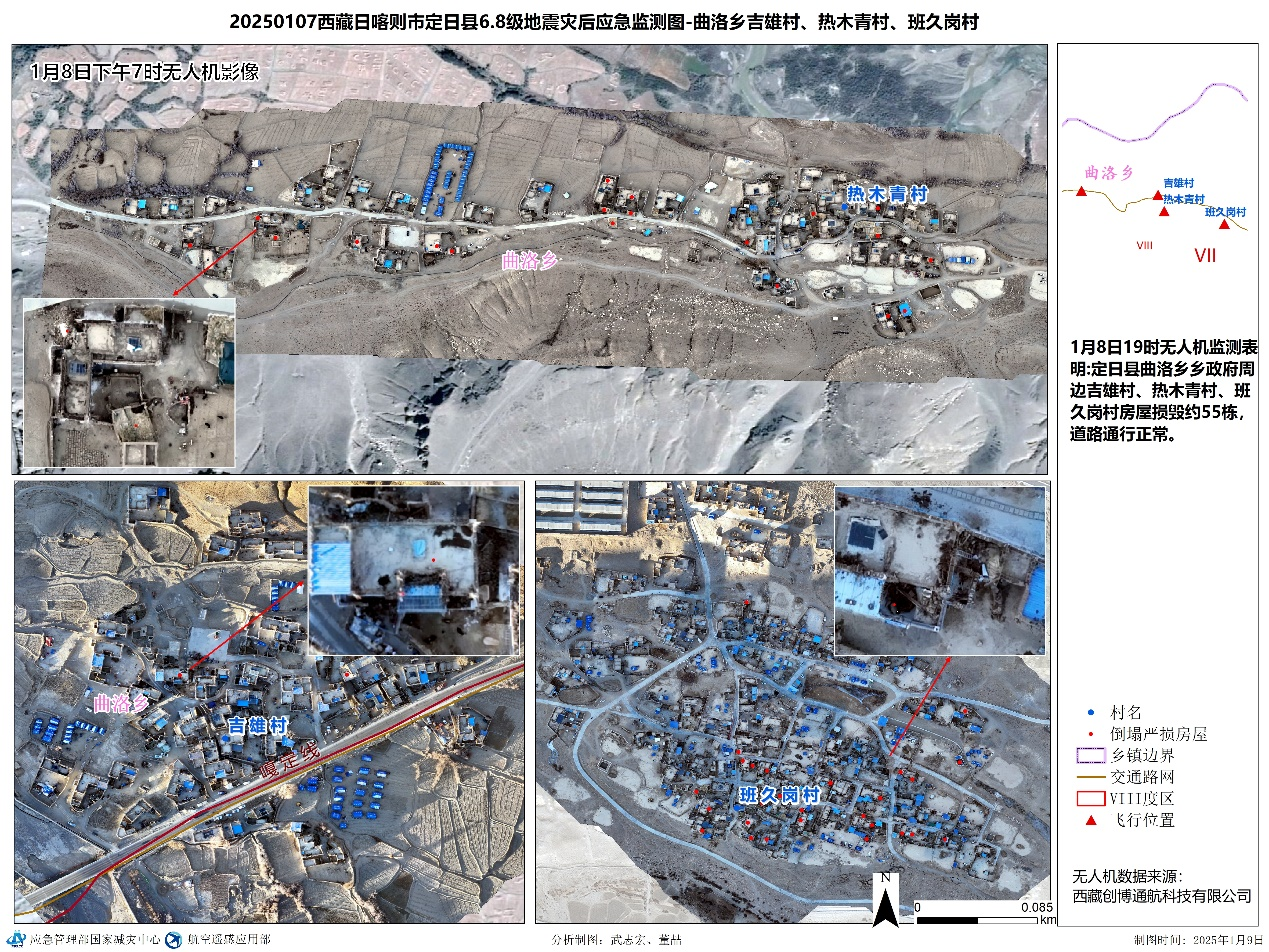 20250107西藏日喀则市定日县6.8级地震灾后应急监测图-曲洛乡吉雄村、热木青村、班久岗村
1月8日下午7时无人机影像
热木青村
曲洛乡
曲洛乡
吉雄村
嘎定线
班久岗村
N
0
0.085
km
曲洛乡
吉雄村
热木青村
班久岗村
VIII
VII
1月8日19时无人机监测表
明:定日县曲洛乡乡政府周
边吉雄村、热木青村、班
久岗村房屋损毁约55栋，
道路通行正常。
村名
倒塌严损房屋
乡镇边界
交通路网
VIII度区
飞行位置
无人机数据来源：
西藏创博通航科技有限公司
应急管理部国家减灾中心
航空遥感应用部
分析制图：武志宏、董喆
制图时间：2025年1月9日